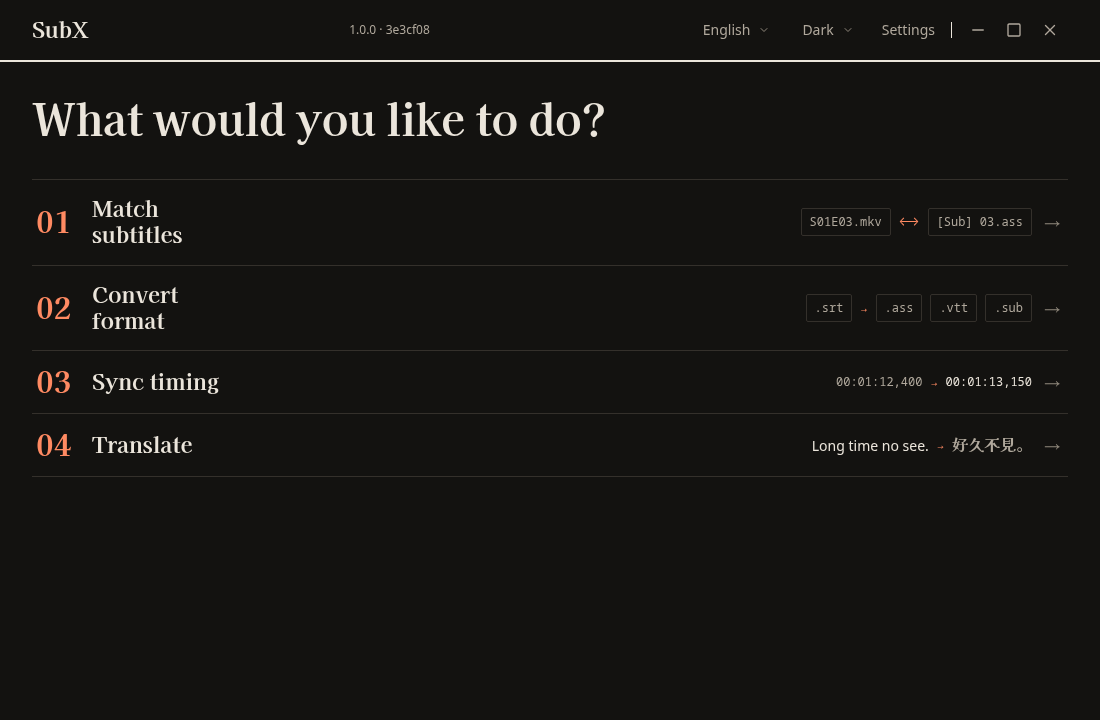 SubX
1.0.0 · 3e3cf08
English
Dark
Settings
What would you like to do?
01
Match
subtitles
S01E03.mkv ↔ [Sub] 03.ass →
02
Convert
format
.srt → .ass .vtt .sub →
03
Sync timing
00:01:12,400 → 00:01:13,150 →
04
Translate
Long time no see. → 好久不見。 →